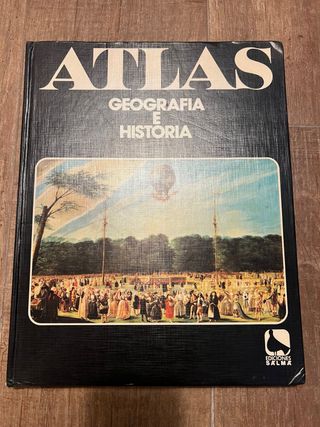 ATLAS
GEOGRAFIA
E
HISTORIA
EDICIONES
SALMA